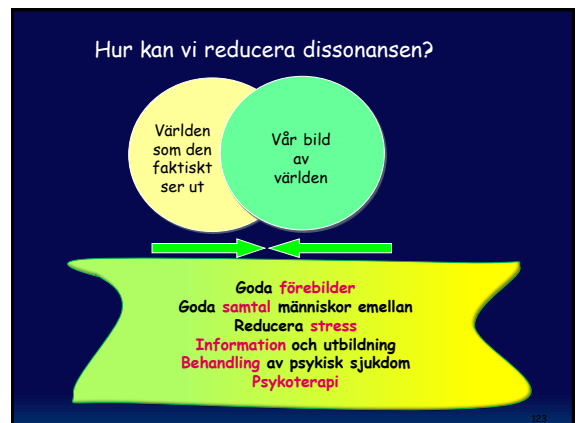 Hur kan vi reducera dissonansen?
Världen
som den
faktiskt
ser ut
Vår bild
av
världen
Goda förebilder
Goda samtal människor emellan
Reducera stress
Information och utbildning
Behandling av psykisk sjukdom
Psykoterapi
123